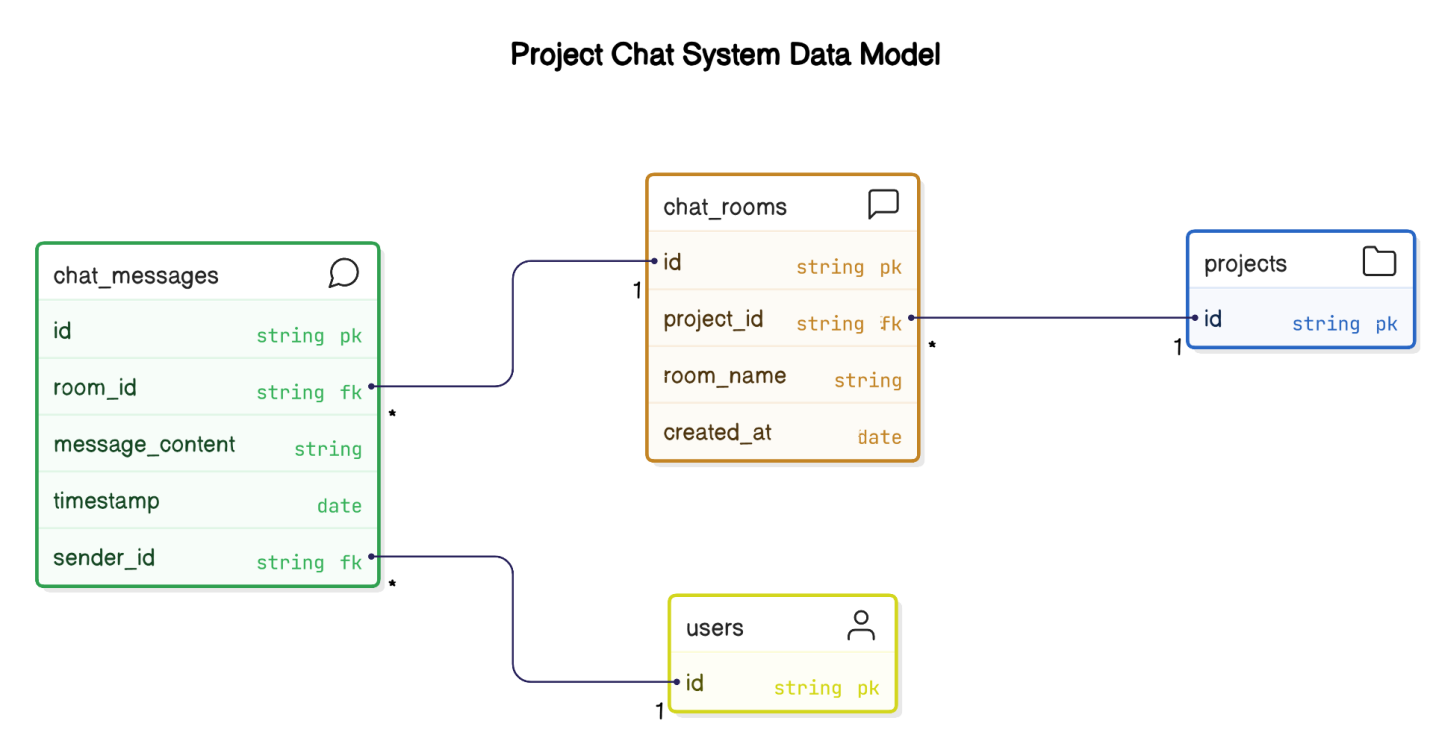 Project Chat System Data Model
chat_messages
id string pk
room_id string fk
*
message_content string
timestamp date
sender_id string fk
*
chat_rooms
id string pk
1
project_id string fk
*
room_name string
created_at date
projects
id string pk
1
users
id string pk
1